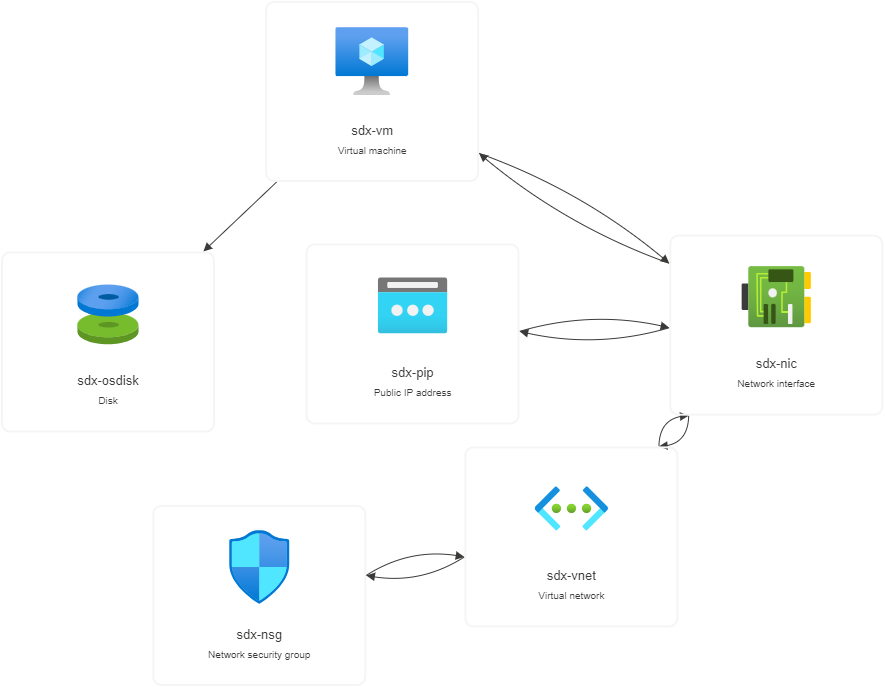 sdx-vm
Virtual machine
sdx-osdisk
Disk
sdx-pip
Public IP address
sdx-nic
Network interface
sdx-vnet
Virtual network
sdx-nsg
Network security group